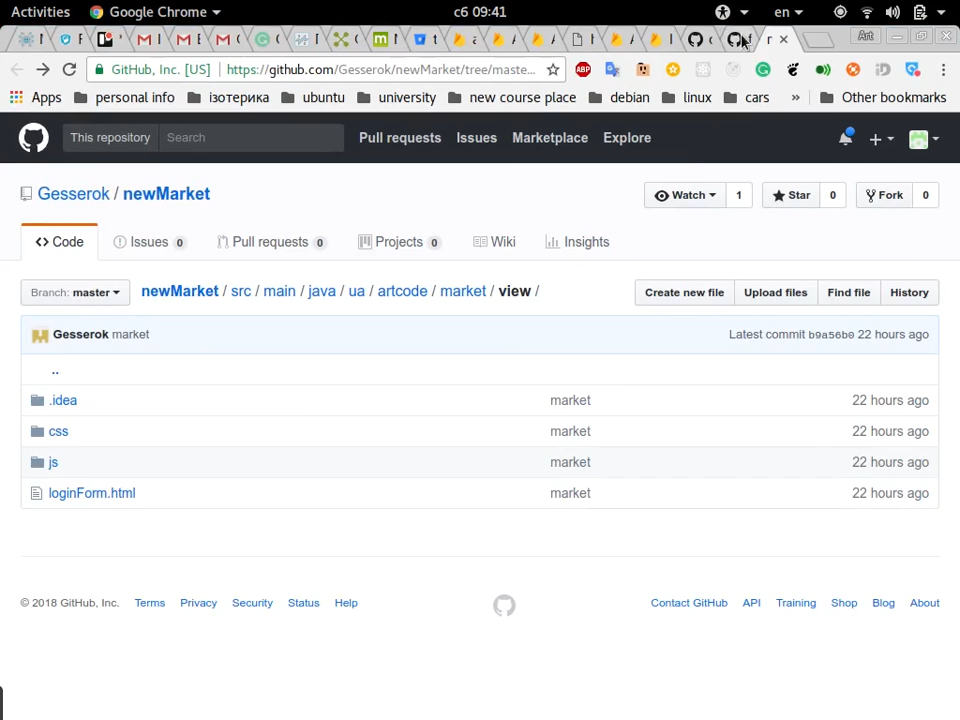 Activities Google Chrome сб 09:41 en
Art
GitHub, Inc. [US] https://github.com/Gesserok/newMarket/tree/maste...
Apps personal info ізотерика ubuntu university new course place debian linux cars » Other bookmarks
This repository Search Pull requests Issues Marketplace Explore
Gesserok / newMarket Watch 1 Star 0 Fork 0
Code Issues 0 Pull requests 0 Projects 0 Wiki Insights
Branch: master newMarket / src / main / java / ua / artcode / market / view / Create new file Upload files Find file History
Gesserok market Latest commit b9a56b0 22 hours ago
..
.idea market 22 hours ago
css market 22 hours ago
js market 22 hours ago
loginForm.html market 22 hours ago
© 2018 GitHub, Inc. Terms Privacy Security Status Help Contact GitHub API Training Shop Blog About